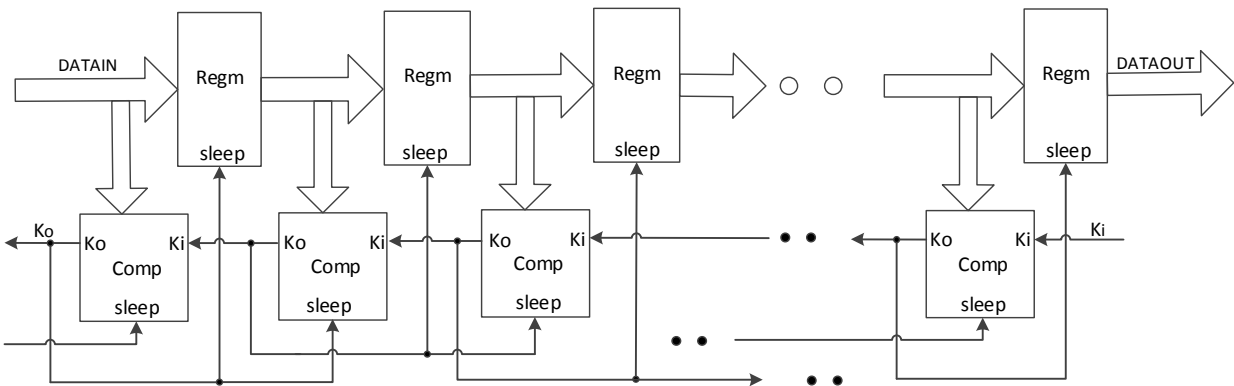 DATAIN
Regm
sleep
Regm
sleep
Regm
sleep
Regm
sleep
DATAOUT
Ko
Ko
Ki
Comp
sleep
Ko
Ki
Comp
sleep
Ko
Ki
Comp
sleep
Ko
Ki
Comp
sleep
Ki